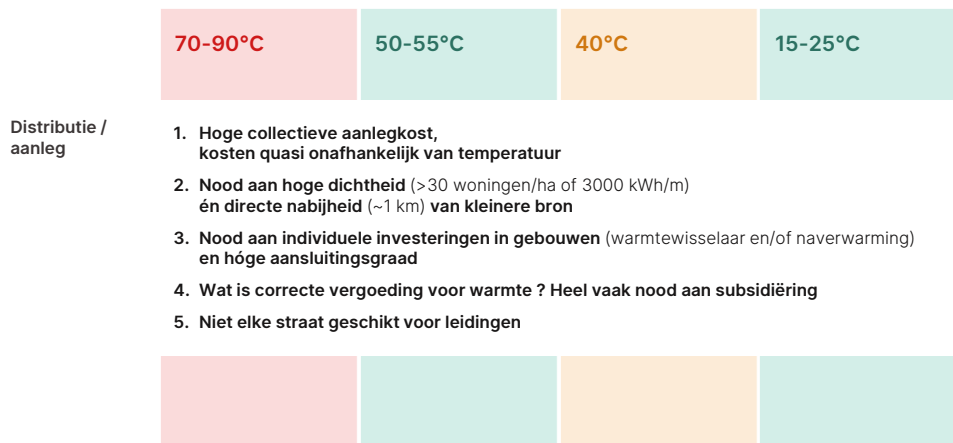 70-90°C
50-55°C
40°C
15-25°C
Distributie /
aanleg
1. Hoge collectieve aanlegkost,
kosten quasi onafhankelijk van temperatuur
2. Nood aan hoge dichtheid (>30 woningen/ha of 3000 kWh/m)
én directe nabijheid (~1 km) van kleinere bron
3. Nood aan individuele investeringen in gebouwen (warmtewisselaar en/of naverwarming)
en hóge aansluitingsgraad
4. Wat is correcte vergoeding voor warmte ? Heel vaak nood aan subsidiëring
5. Niet elke straat geschikt voor leidingen